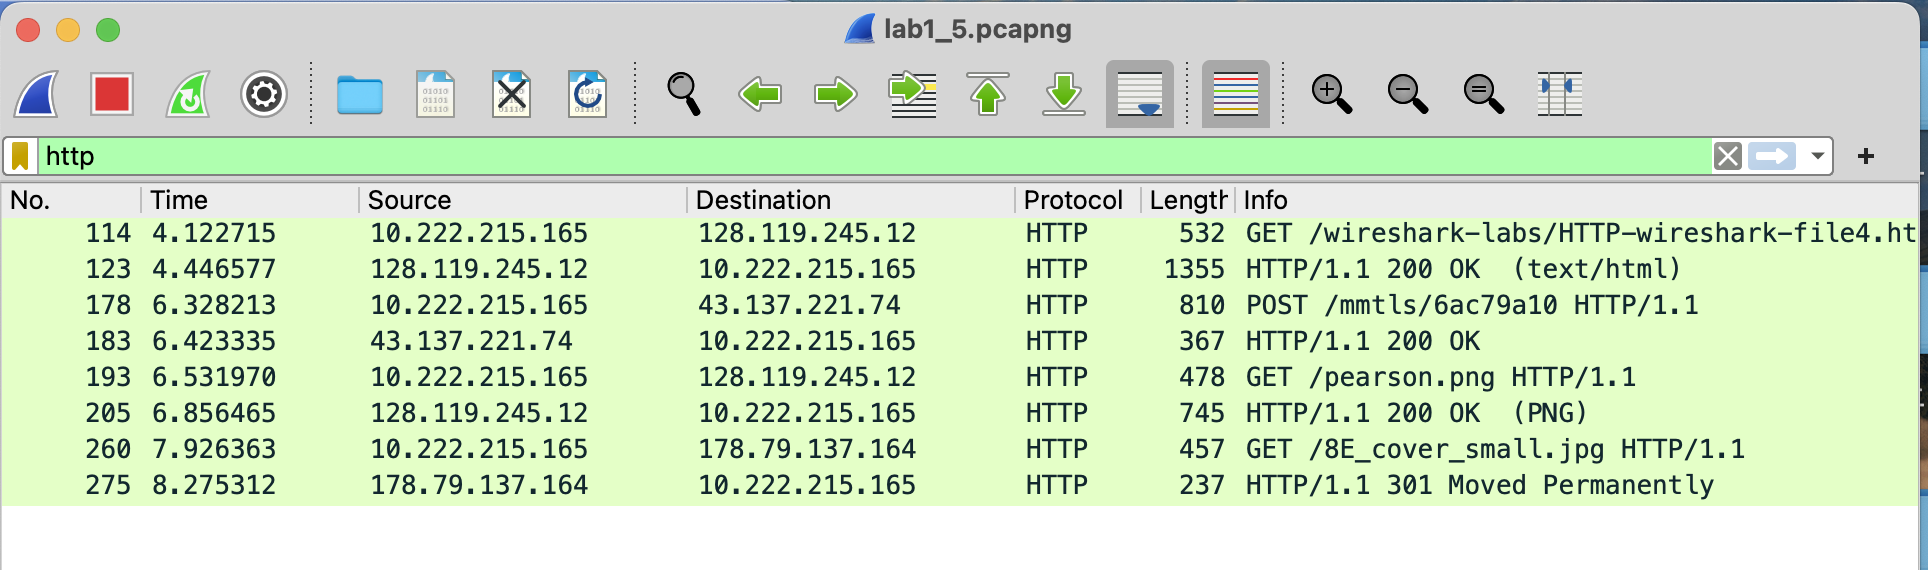 lab1_5.pcapng
http
No. Time Source Destination Protocol Length Info
114 4.122715 10.222.215.165 128.119.245.12 HTTP 532 GET /wireshark-labs/HTTP-wireshark-file4.ht
123 4.446577 128.119.245.12 10.222.215.165 HTTP 1355 HTTP/1.1 200 OK (text/html)
178 6.328213 10.222.215.165 43.137.221.74 HTTP 810 POST /mmtls/6ac79a10 HTTP/1.1
183 6.423335 43.137.221.74 10.222.215.165 HTTP 367 HTTP/1.1 200 OK
193 6.531970 10.222.215.165 128.119.245.12 HTTP 478 GET /pearson.png HTTP/1.1
205 6.856465 128.119.245.12 10.222.215.165 HTTP 745 HTTP/1.1 200 OK (PNG)
260 7.926363 10.222.215.165 178.79.137.164 HTTP 457 GET /8E_cover_small.jpg HTTP/1.1
275 8.275312 178.79.137.164 10.222.215.165 HTTP 237 HTTP/1.1 301 Moved Permanently